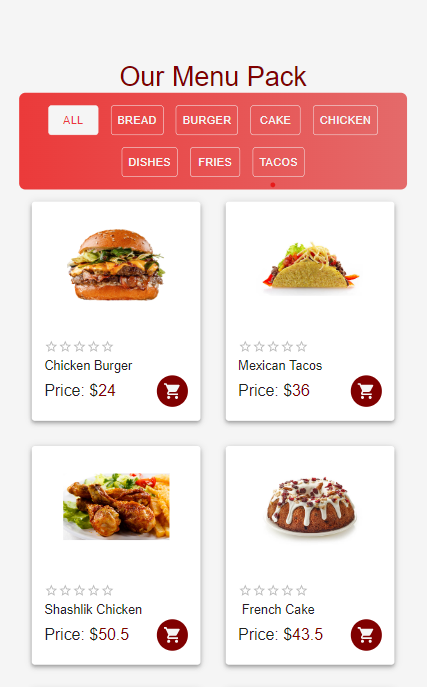 Our Menu Pack
ALL BREAD BURGER CAKE CHICKEN
DISHES FRIES TACOS
Chicken Burger
Price: $24
Mexican Tacos
Price: $36
Shashlik Chicken
Price: $50.5
French Cake
Price: $43.5